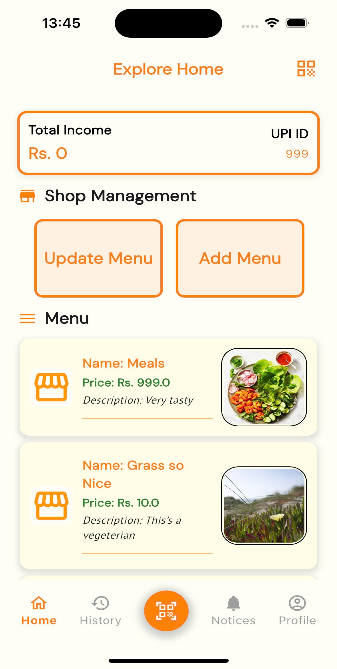 13:45
Explore Home
Total Income
UPI ID
Rs. 0
999
Shop Management
Update Menu
Add Menu
Menu
Name: Meals
Price: Rs. 999.0
Description: Very tasty
Name: Grass so
Nice
Price: Rs. 10.0
Description: This's a
vegeterian
Home
History
Notices
Profile